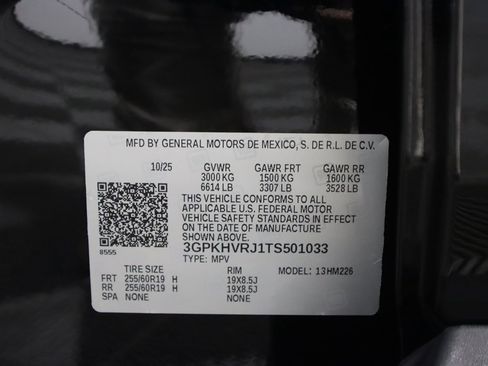 MFD BY GENERAL MOTORS DE MEXICO, S. DE R.L. DE C.V.
10/25 GVWR GAWR FRT GAWR RR
3000 KG 1500 KG 1600 KG
6614 LB 3307 LB 3528 LB
THIS VEHICLE CONFORMS TO ALL
APPLICABLE U.S. FEDERAL MOTOR
VEHICLE SAFETY STANDARDS IN EFFECT
ON THE DATE OF MANUFACTURE
SHOWN ABOVE.
3GPKHVRJ1TS501033
8555
TYPE: MPV
TIRE SIZE RIM MODEL: 13HM226
FRT 255/60R19 H 19X8.5J
RR 255/60R19 H 19X8.5J
SPA NONE NONE